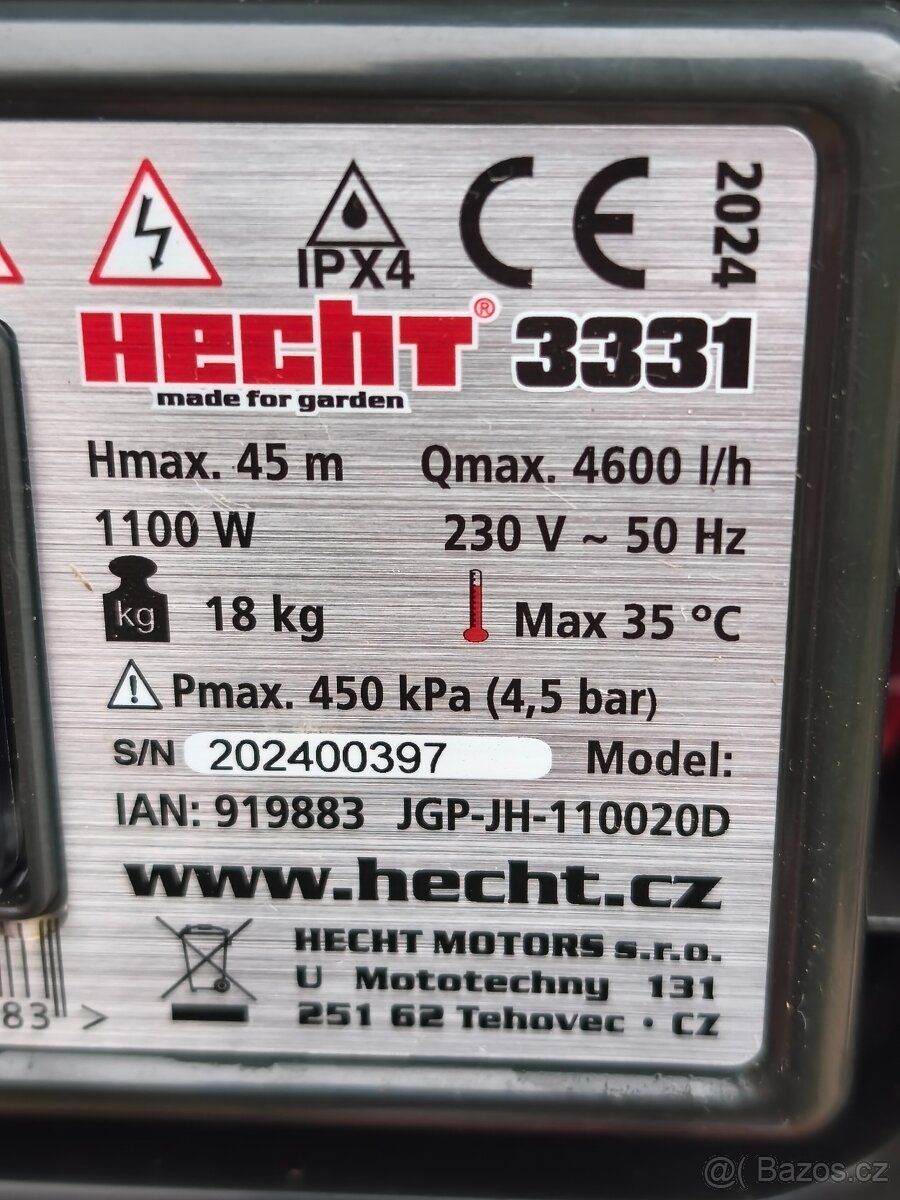 IPX4
CE
2024
HECHT® 3331
made for garden
Hmax. 45 m Qmax. 4600 l/h
1100 W 230 V ~ 50 Hz
kg 18 kg Max 35 °C
! Pmax. 450 kPa (4,5 bar)
S/N 202400397 Model:
IAN: 919883 JGP-JH-110020D
www.hecht.cz
HECHT MOTORS s.r.o.
U Mototechny 131
251 62 Tehovec • CZ
83 >
@( Bazos.cz